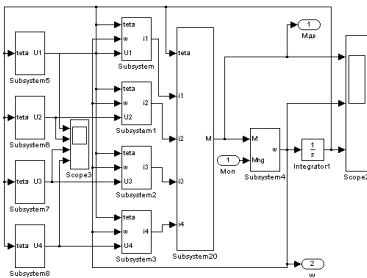 teta
w
U1
i1
Subsystem
teta
U1
Subsystem5
1
Мдв
teta
teta
w
U2
i2
Subsystem1
teta
U2
Subsystem6
i1
i2
Scope3
M
M
w
Mng
Subsystem4
1
s
Integrator1
Scope2
1
Моп
teta
w
U3
i3
Subsystem2
teta
U3
Subsystem7
i3
i4
teta
w
U4
i4
Subsystem3
teta
U4
Subsystem8
Subsystem20
2
w